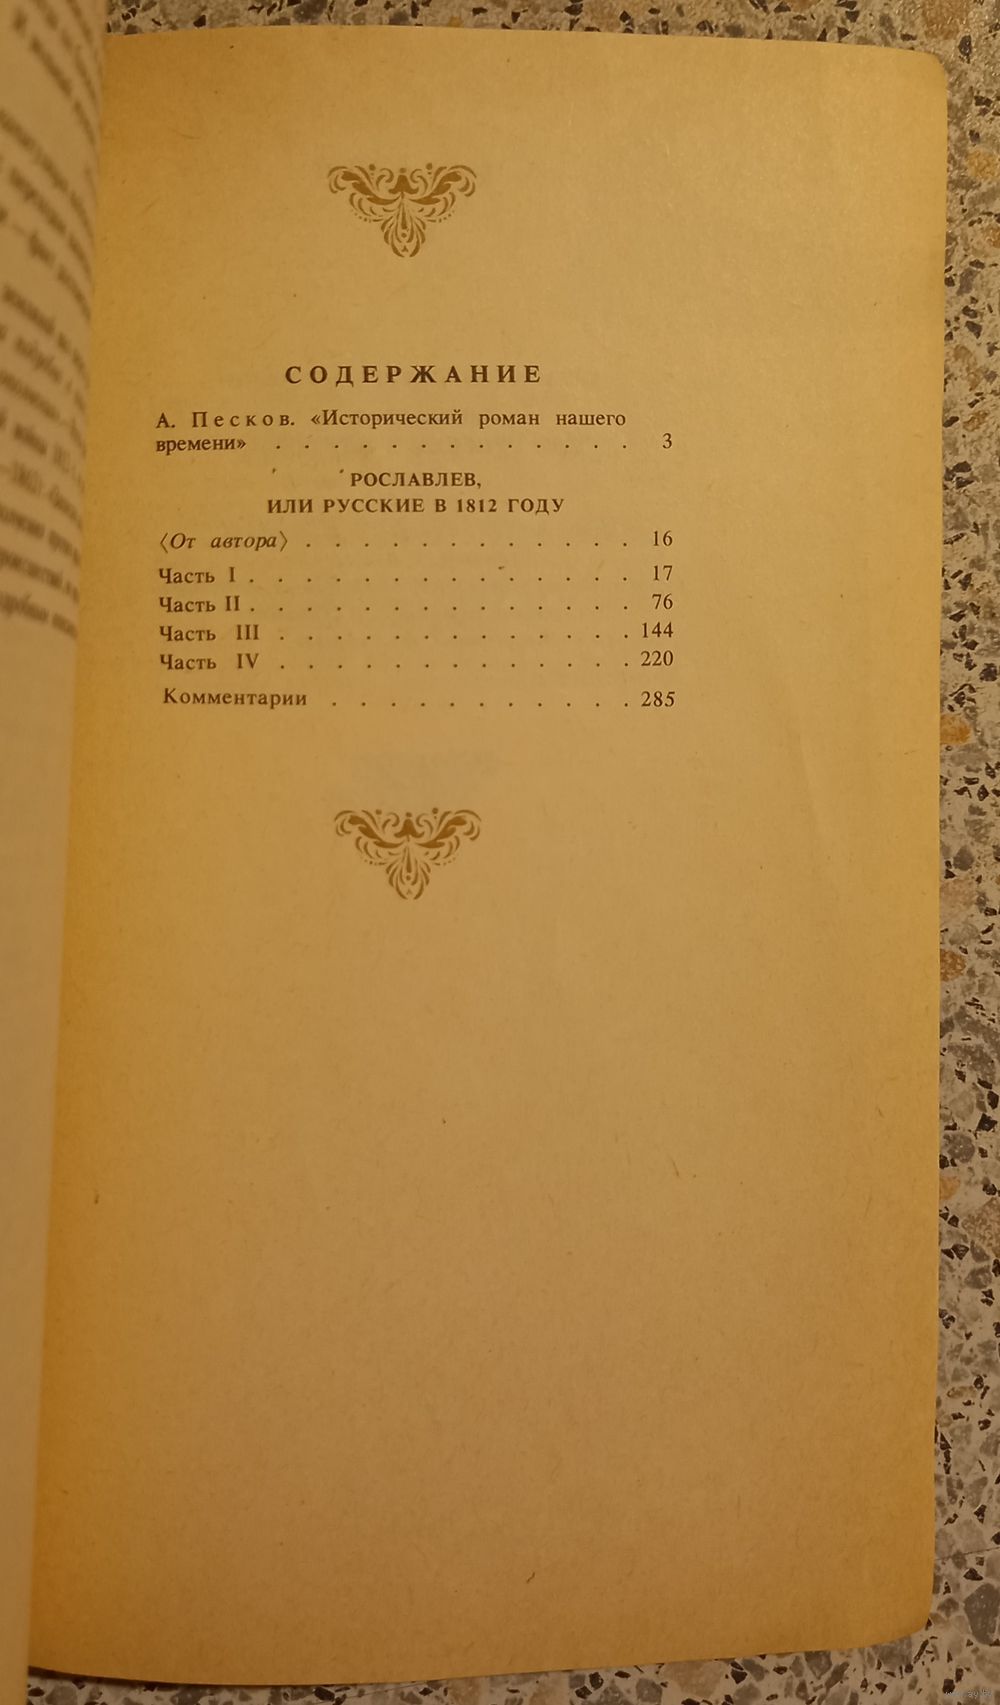 СОДЕРЖАНИЕ
А. Песков. «Исторический роман нашего
времени» . . . . . . . . . . . . . 3
РОСЛАВЛЕВ,
ИЛИ РУССКИЕ В 1812 ГОДУ
⟨От автора⟩ . . . . . . . . . . . . 16
Часть I . . . . . . . . . . . . . . 17
Часть II . . . . . . . . . . . . . . 76
Часть III . . . . . . . . . . . . . 144
Часть IV . . . . . . . . . . . . . 220
Комментарии . . . . . . . . . . . 285